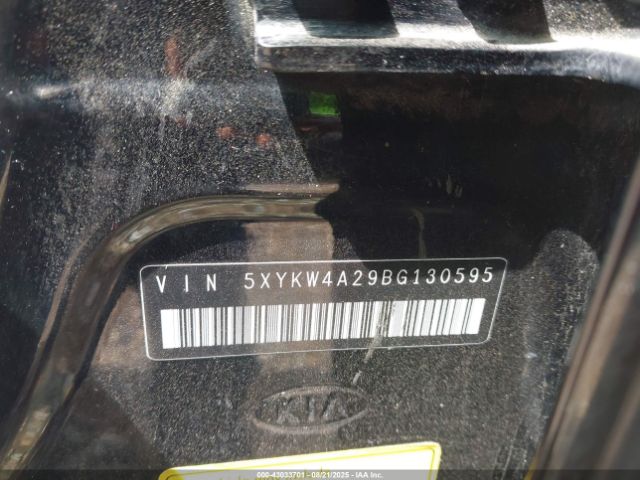 VIN 5XYKW4A29BG130595
KIA
000-43033701 - 08/21/2025 - IAA Inc.